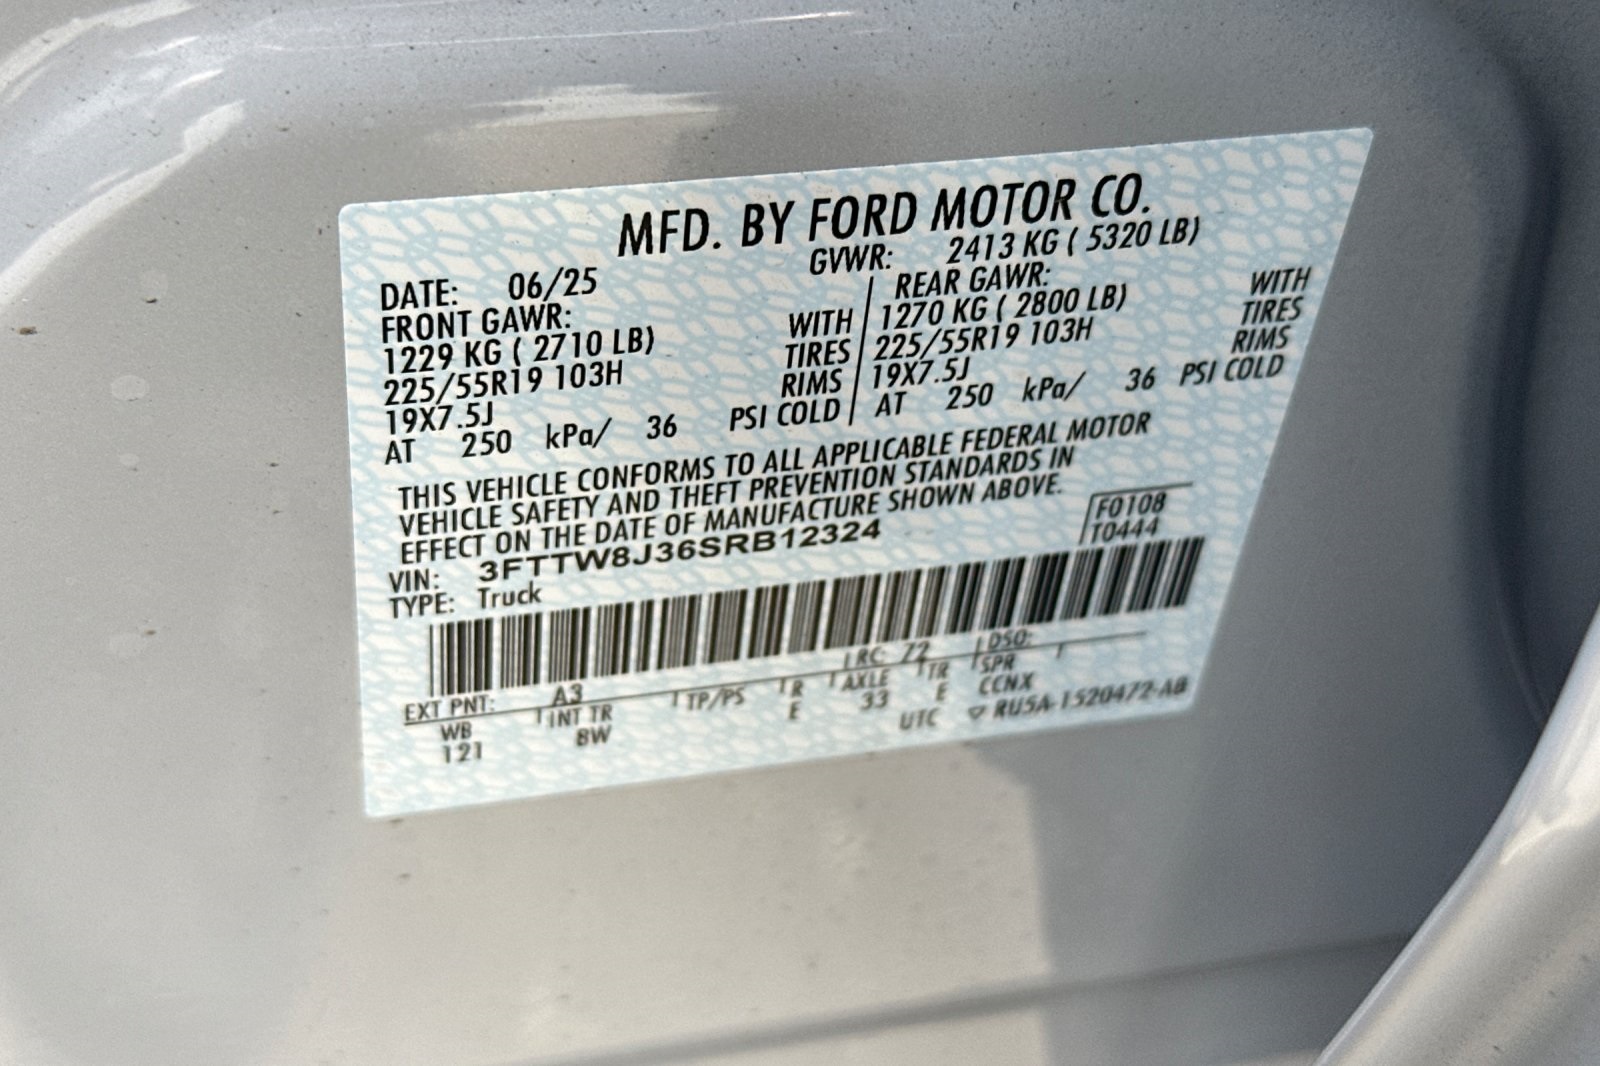 MFD. BY FORD MOTOR CO.
DATE: 06/25 GVWR: 2413 KG ( 5320 LB)
FRONT GAWR: REAR GAWR:
1229 KG ( 2710 LB) WITH 1270 KG ( 2800 LB) WITH
225/55R19 103H TIRES 225/55R19 103H TIRES
19X7.5J RIMS 19X7.5J RIMS
AT 250 kPa/ 36 PSI COLD AT 250 kPa/ 36 PSI COLD
THIS VEHICLE CONFORMS TO ALL APPLICABLE FEDERAL MOTOR
VEHICLE SAFETY AND THEFT PREVENTION STANDARDS IN
EFFECT ON THE DATE OF MANUFACTURE SHOWN ABOVE.
F0108
VIN: 3FTTW8J36SRB12324 T0444
TYPE: Truck
EXT PNT: A3 RC: 72 DSO:
WB INT TR TP/PS R AXLE TR SPR
121 8W E 33 E CCNX
UTC ▽ RU5A-1520472-AB